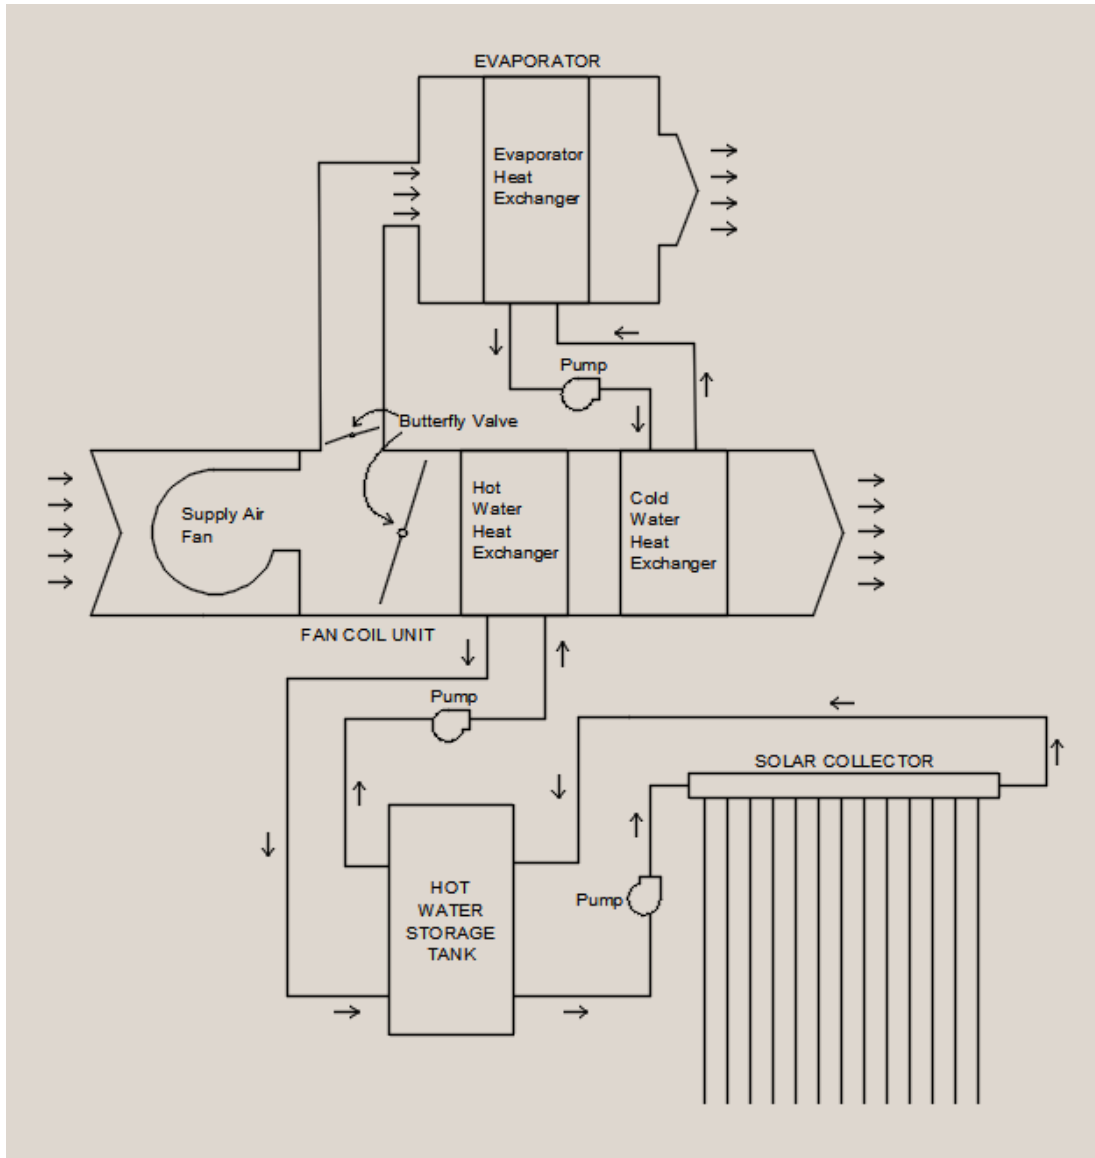 EVAPORATOR
Evaporator
Heat
Exchanger
Pump
Butterfly Valve
Supply Air
Fan
Hot
Water
Heat
Exchanger
Cold
Water
Heat
Exchanger
FAN COIL UNIT
Pump
SOLAR COLLECTOR
HOT
WATER
STORAGE
TANK
Pump